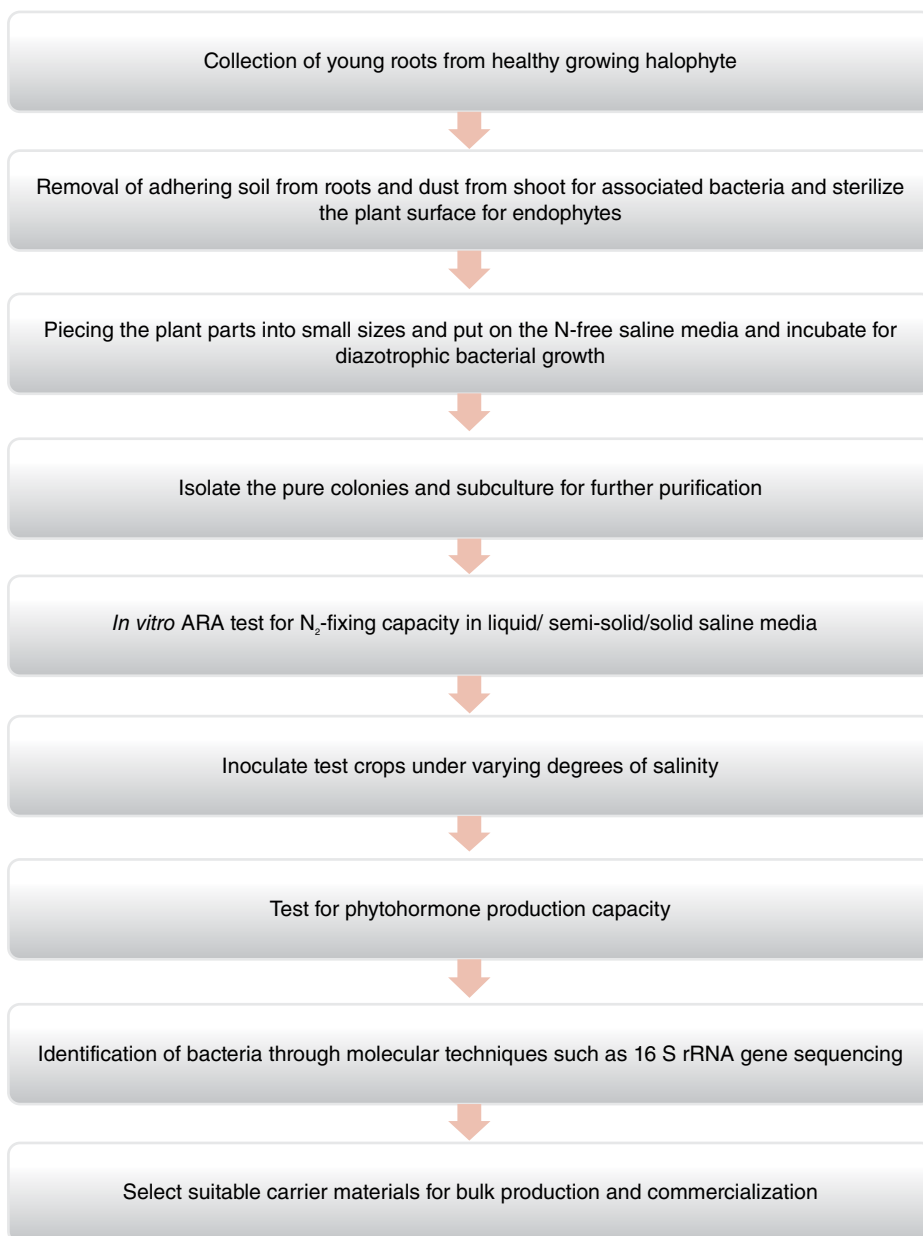 Collection of young roots from healthy growing halophyte
Removal of adhering soil from roots and dust from shoot for associated bacteria and sterilize
the plant surface for endophytes
Piecing the plant parts into small sizes and put on the N-free saline media and incubate for
diazotrophic bacterial growth
Isolate the pure colonies and subculture for further purification
In vitro ARA test for N₂-fixing capacity in liquid/ semi-solid/solid saline media
Inoculate test crops under varying degrees of salinity
Test for phytohormone production capacity
Identification of bacteria through molecular techniques such as 16 S rRNA gene sequencing
Select suitable carrier materials for bulk production and commercialization